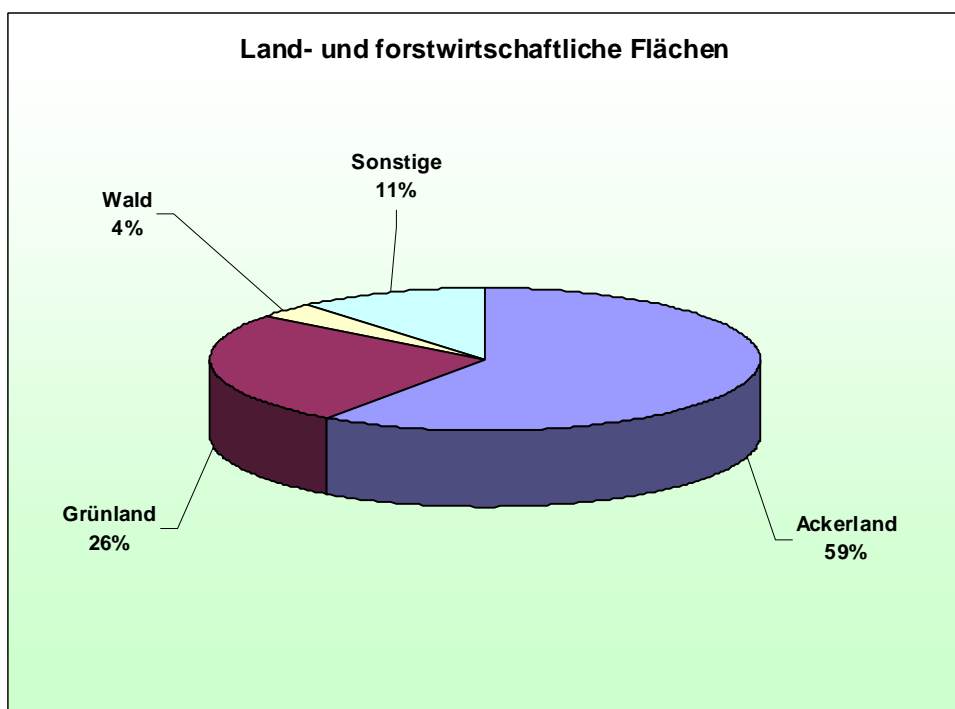 Land- und forstwirtschaftliche Flächen
Sonstige
11%
Wald
4%
Grünland
26%
Ackerland
59%